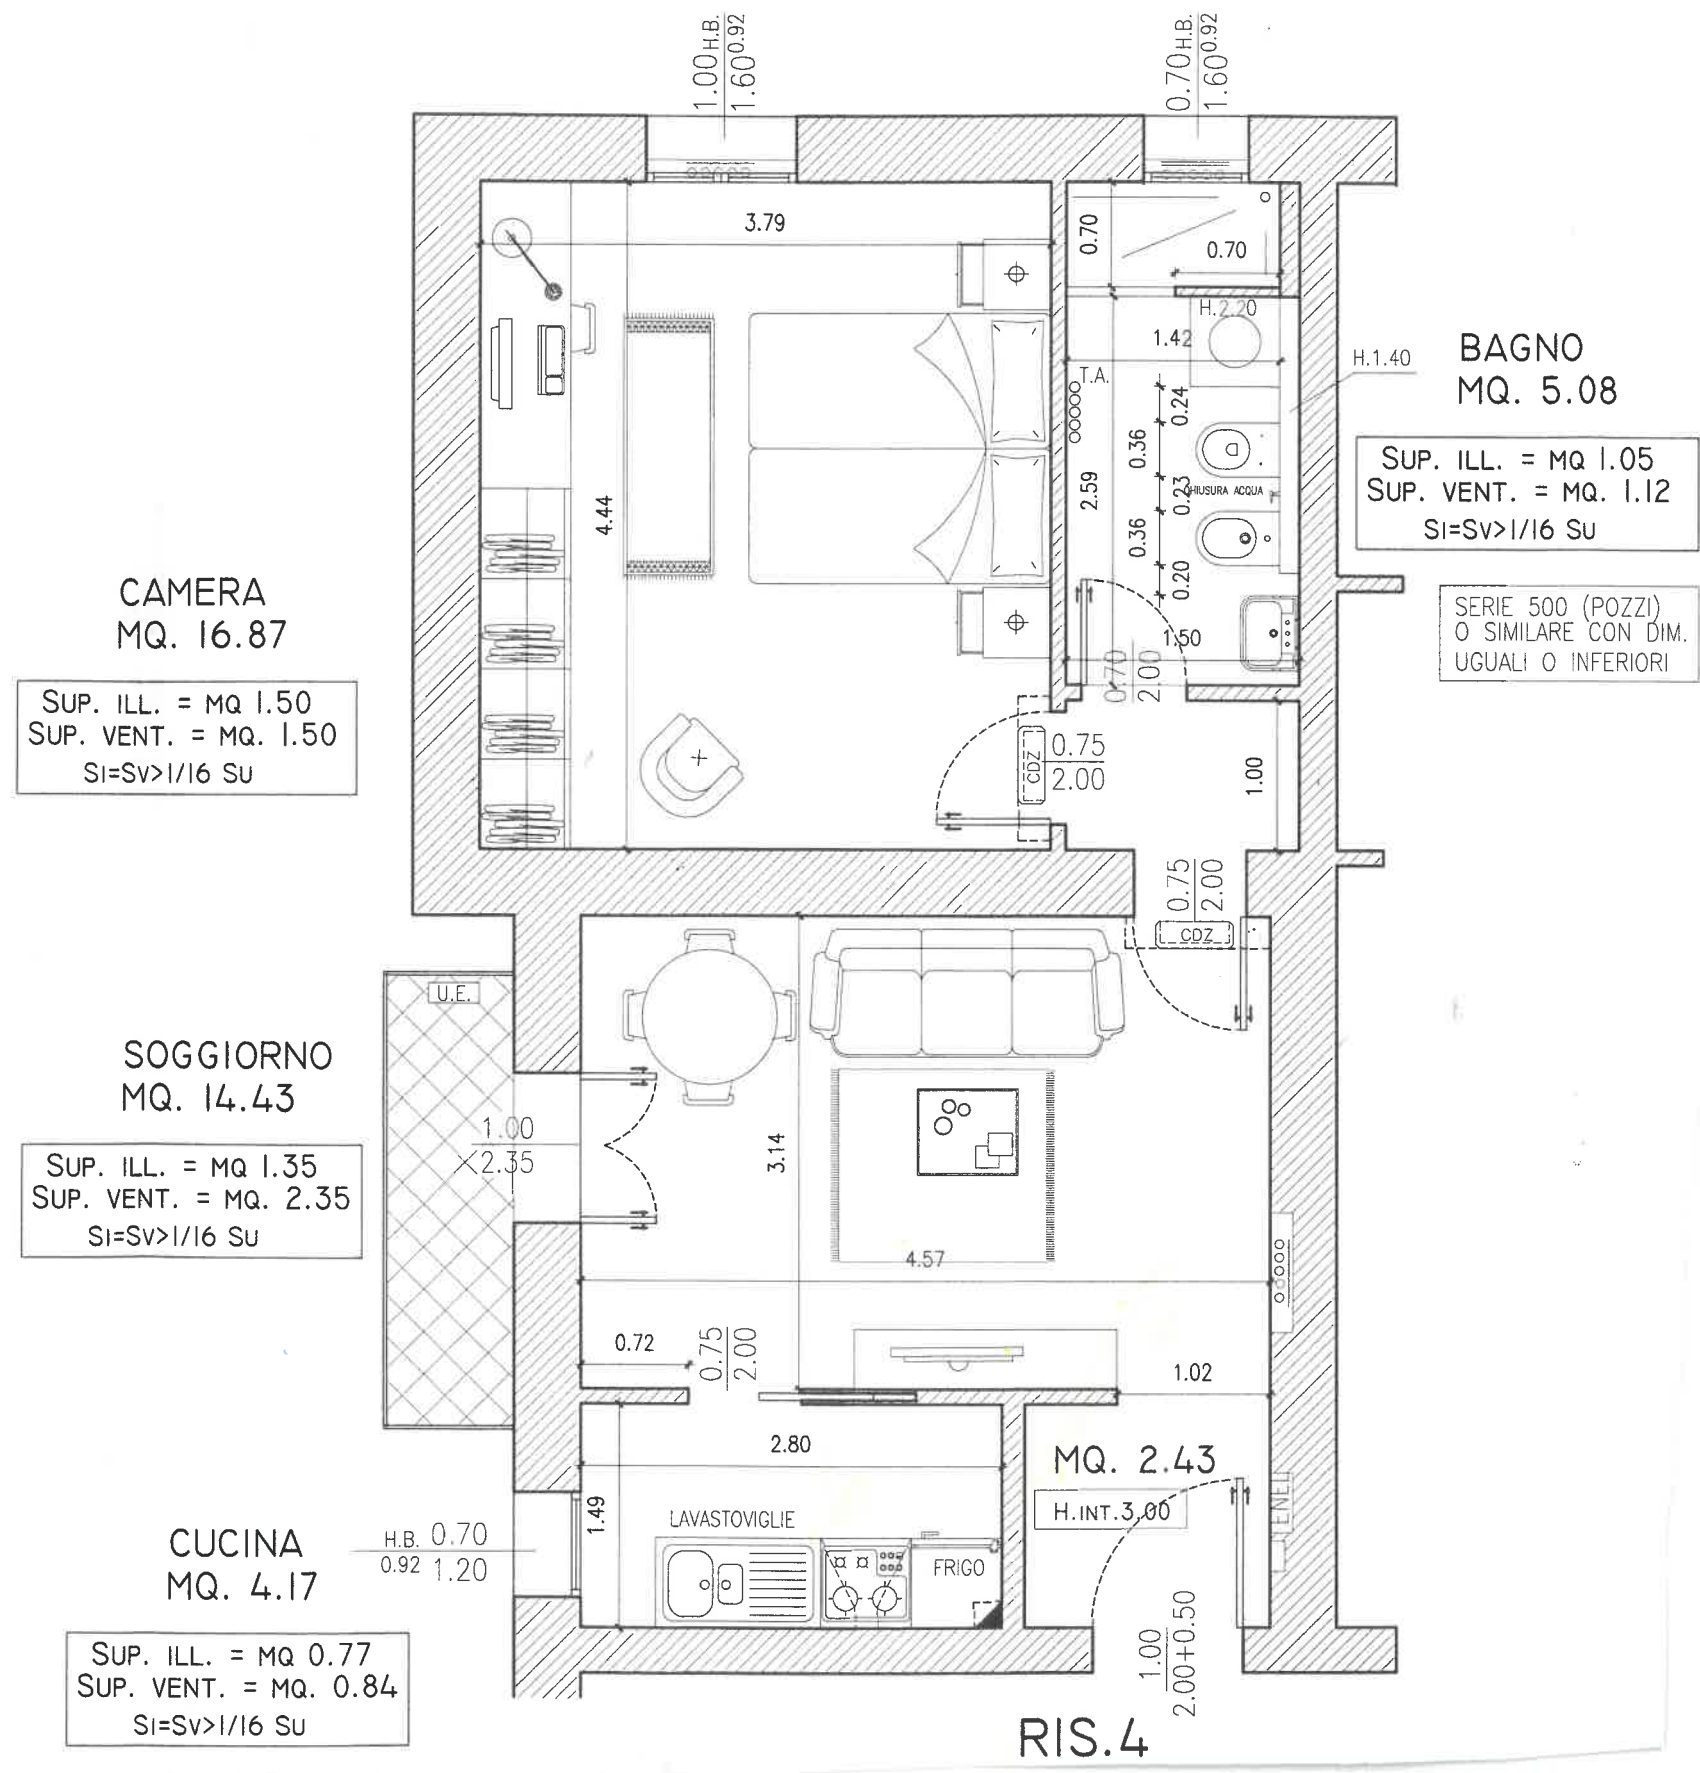 1.00 H.B.
1.60 0.92
0.70 H.B.
1.60 0.92
3.79
0.70
0.70
H.2.20
1.42
T.A.
H.1.40
BAGNO
MQ. 5.08
SUP. ILL. = MQ 1.05
SUP. VENT. = MQ. 1.12
SI=SV>1/16 SU
0.24
0.36
2.59
0.23
CHIUSURA ACQUA
0.36
0.20
4.44
SERIE 500 (POZZI)
O SIMILARE CON DIM.
UGUALI O INFERIORI
CAMERA
MQ. 16.87
SUP. ILL. = MQ 1.50
SUP. VENT. = MQ. 1.50
SI=SV>1/16 SU
1.50
0.70
2.00
CDZ
0.75
2.00
1.00
0.75
2.00
CDZ
U.E.
SOGGIORNO
MQ. 14.43
SUP. ILL. = MQ 1.35
SUP. VENT. = MQ. 2.35
SI=SV>1/16 SU
1.00
2.35
3.14
4.57
0.72
0.75
2.00
1.02
2.80
MQ. 2.43
H.INT.3,00
ENEL
1.49
LAVASTOVIGLIE
FRIGO
CUCINA
MQ. 4.17
H.B. 0.70
0.92 1.20
SUP. ILL. = MQ 0.77
SUP. VENT. = MQ. 0.84
SI=SV>1/16 SU
1.00
2.00+0.50
RIS.4